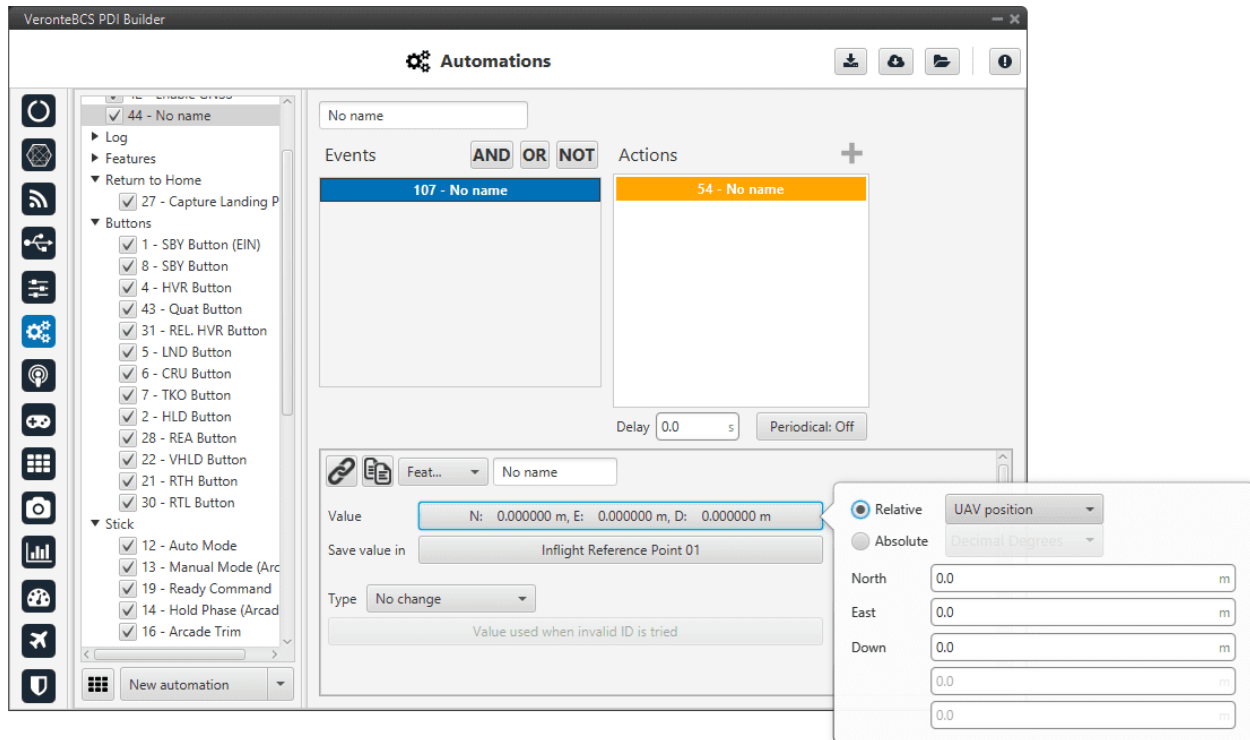 VeronteBCS PDI Builder
Automations
44 - No name
Log
Features
Return to Home
27 - Capture Landing P
Buttons
1 - SBY Button (EIN)
8 - SBY Button
4 - HVR Button
43 - Quat Button
31 - REL. HVR Button
5 - LND Button
6 - CRU Button
7 - TKO Button
2 - HLD Button
28 - REA Button
22 - VHLD Button
21 - RTH Button
30 - RTL Button
Stick
12 - Auto Mode
13 - Manual Mode (Arc
19 - Ready Command
14 - Hold Phase (Arcad
16 - Arcade Trim
New automation
No name
Events AND OR NOT Actions
107 - No name 54 - No name
Delay 0.0 s Periodical: Off
Feat... No name
Value N: 0.000000 m, E: 0.000000 m, D: 0.000000 m
Save value in Inflight Reference Point 01
Type No change
Value used when invalid ID is tried
Relative UAV position
Absolute Decimal Degrees
North 0.0 m
East 0.0 m
Down 0.0 m
0.0 m
0.0 m